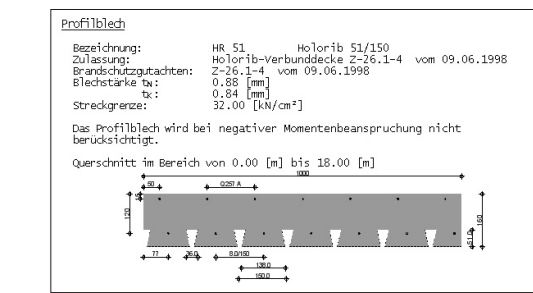 Profilblech
Bezeichnung: HR 51 Holorib 51/150
Zulassung: Holorib-Verbunddecke Z-26.1-4 vom 09.06.1998
Brandschutzgutachten: Z-26.1-4 vom 09.06.1998
Blechstärke tN: 0.88 [mm]
tK: 0.84 [mm]
Streckgrenze: 32.00 [kN/cm²]
Das Profilblech wird bei negativer Momentenbeanspruchung nicht
berücksichtigt.
Querschnitt im Bereich von 0.00 [m] bis 18.00 [m]
1000
50 Q257 A
15
120
160
51.0
77 36.0 8.0/150
138.0
150.0